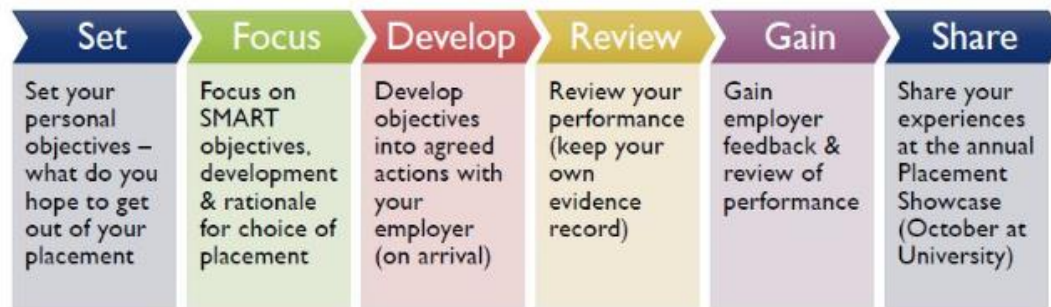 Set
Set your
personal
objectives –
what do you
hope to get
out of your
placement
Focus
Focus on
SMART
objectives,
development
& rationale
for choice of
placement
Develop
Develop
objectives
into agreed
actions with
your
employer
(on arrival)
Review
Review your
performance
(keep your
own
evidence
record)
Gain
Gain
employer
feedback &
review of
performance
Share
Share your
experiences
at the annual
Placement
Showcase
(October at
University)